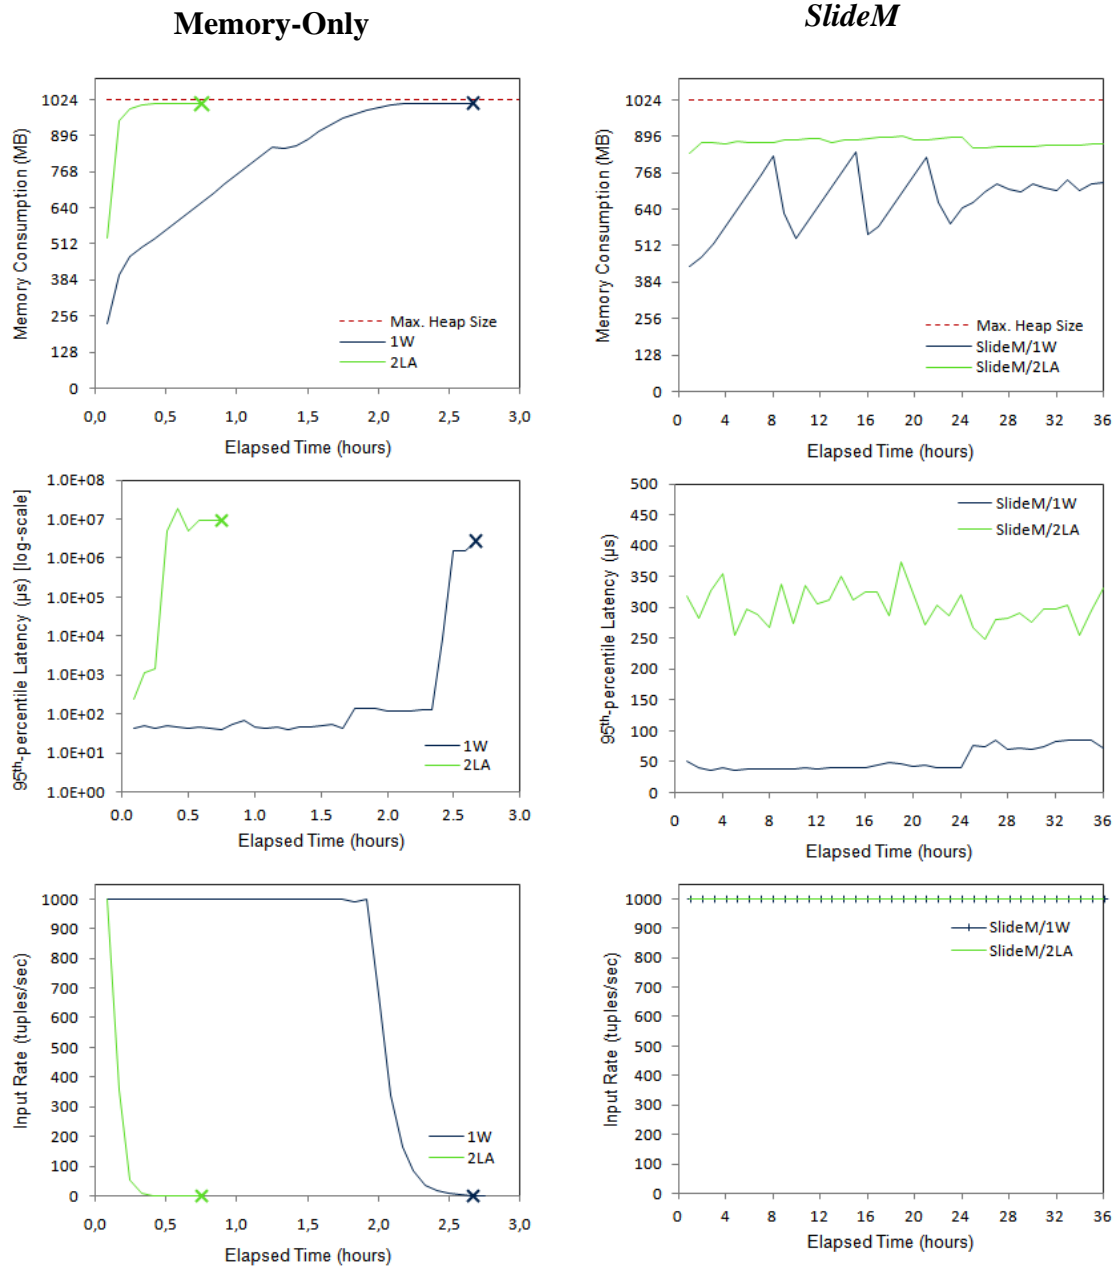 Memory-Only
SlideM
Memory Consumption (MB)
1024
896
768
640
512
384
256
128
0
Max. Heap Size
1W
2LA
0,0 0,5 1,0 1,5 2,0 2,5 3,0
Elapsed Time (hours)
Memory Consumption (MB)
1024
896
768
640
512
384
256
128
0
Max. Heap Size
SlideM/1W
SlideM/2LA
0 4 8 12 16 20 24 28 32 36
Elapsed Time (hours)
95th-percentile Latency (µs) [log-scale]
1.0E+08
1.0E+07
1.0E+06
1.0E+05
1.0E+04
1.0E+03
1.0E+02
1.0E+01
1.0E+00
1W
2LA
0.0 0.5 1.0 1.5 2.0 2.5 3.0
Elapsed Time (hours)
95th-percentile Latency (µs)
500
450
400
350
300
250
200
150
100
50
0
SlideM/1W
SlideM/2LA
0 4 8 12 16 20 24 28 32 36
Elapsed Time (hours)
Input Rate (tuples/sec)
1000
900
800
700
600
500
400
300
200
100
0
1W
2LA
0,0 0,5 1,0 1,5 2,0 2,5 3,0
Elapsed Time (hours)
Input Rate (tuples/sec)
1000
900
800
700
600
500
400
300
200
100
0
SlideM/1W
SlideM/2LA
0 4 8 12 16 20 24 28 32 36
Elapsed Time (hours)